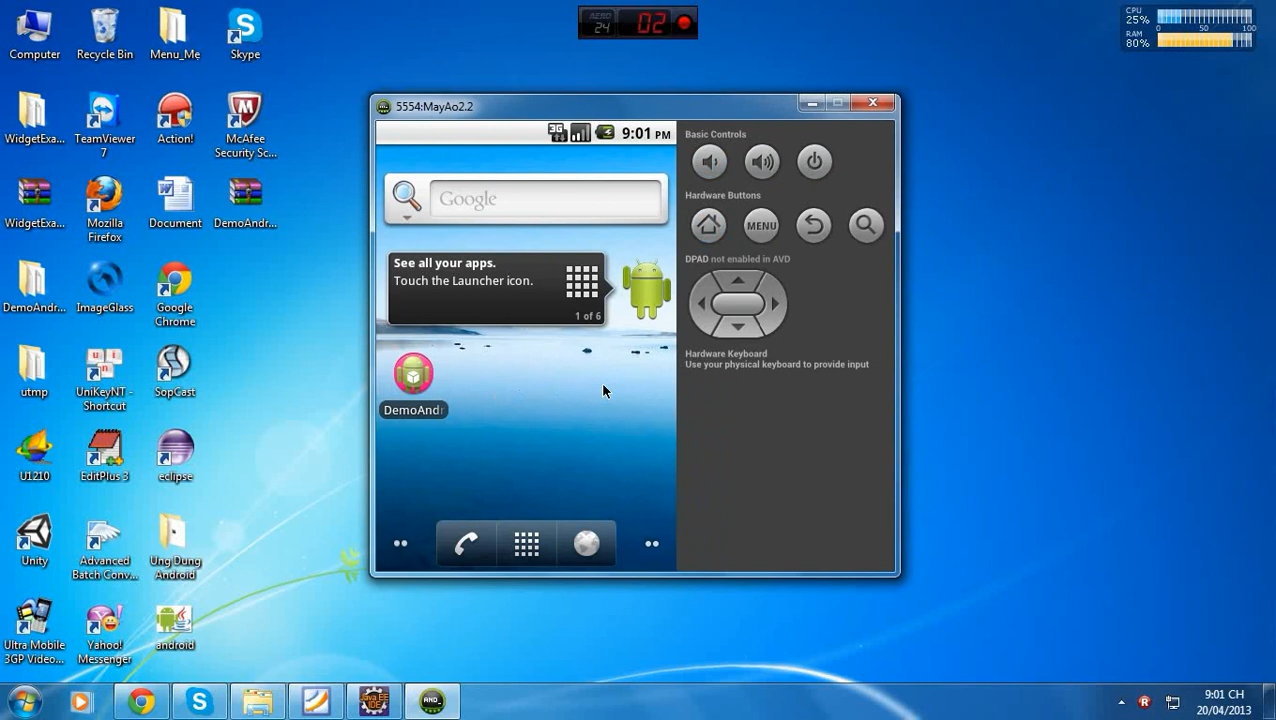 Computer
Recycle Bin
Menu_Me
Skype
WidgetExa...
TeamViewer
7
Action!
McAfee
Security Sc...
WidgetExa...
Mozilla
Firefox
Document
DemoAndr...
DemoAndr...
ImageGlass
Google
Chrome
utmp
UniKeyNT -
Shortcut
SopCast
U1210
EditPlus 3
eclipse
Unity
Advanced
Batch Conv...
Ung Dung
Android
Ultra Mobile
3GP Video...
Yahoo!
Messenger
android
AERO
24
02
CPU
25%
0 50 100
RAM
80%
5554:MayAo2.2
3G
9:01 PM
Google
See all your apps.
Touch the Launcher icon.
1 of 6
DemoAndr
Basic Controls
Hardware Buttons
MENU
DPAD not enabled in AVD
Hardware Keyboard
Use your physical keyboard to provide input
Java EE
IDE
AND_
9:01 CH
20/04/2013